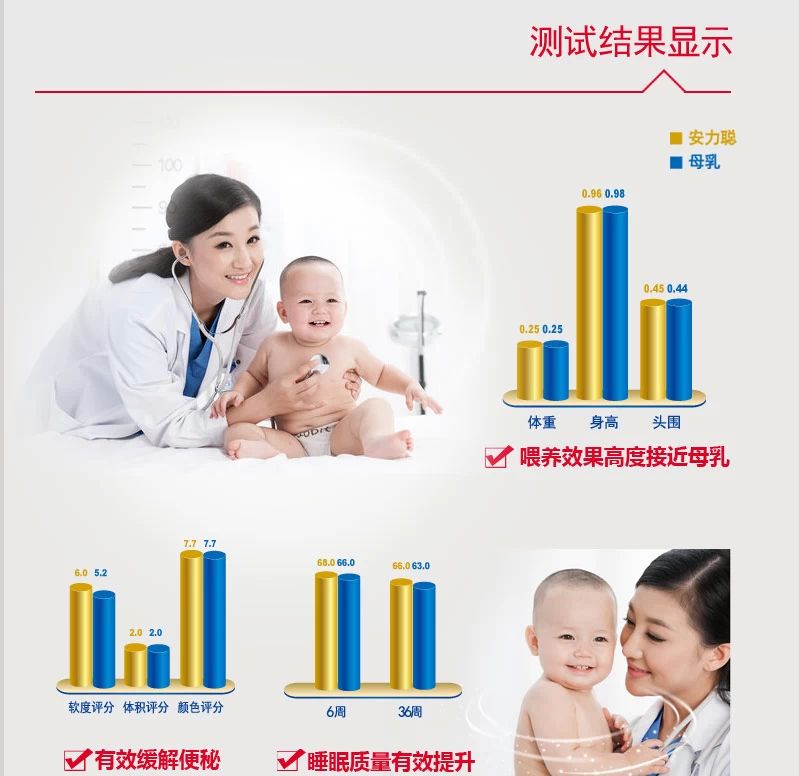 测试结果显示
安力聪
母乳
100
0.96 0.98
0.45 0.44
0.25 0.25
体重 身高 头围
喂养效果高度接近母乳
7.7 7.7
6.0 5.2
2.0 2.0
软度评分 体积评分 颜色评分
有效缓解便秘
68.0 66.0
66.0 63.0
6周 36周
睡眠质量有效提升